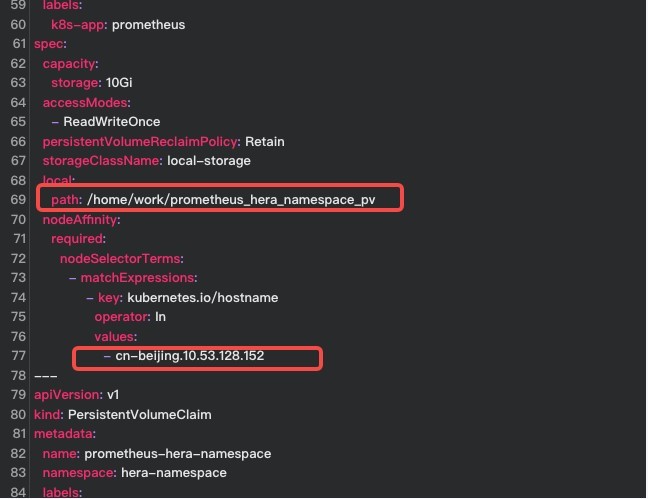 59 labels:
60 k8s-app: prometheus
61 spec:
62 capacity:
63 storage: 10Gi
64 accessModes:
65 - ReadWriteOnce
66 persistentVolumeReclaimPolicy: Retain
67 storageClassName: local-storage
68 local:
69 path: /home/work/prometheus_hera_namespace_pv
70 nodeAffinity:
71 required:
72 nodeSelectorTerms:
73 - matchExpressions:
74 - key: kubernetes.io/hostname
75 operator: In
76 values:
77 - cn-beijing.10.53.128.152
78 ---
79 apiVersion: v1
80 kind: PersistentVolumeClaim
81 metadata:
82 name: prometheus-hera-namespace
83 namespace: hera-namespace
84 labels: